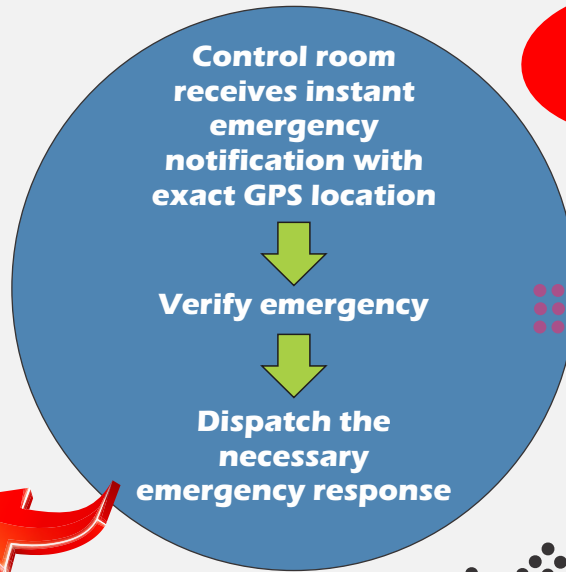 Control room
receives instant
emergency
notification with
exact GPS location
Verify emergency
Dispatch the
necessary
emergency response